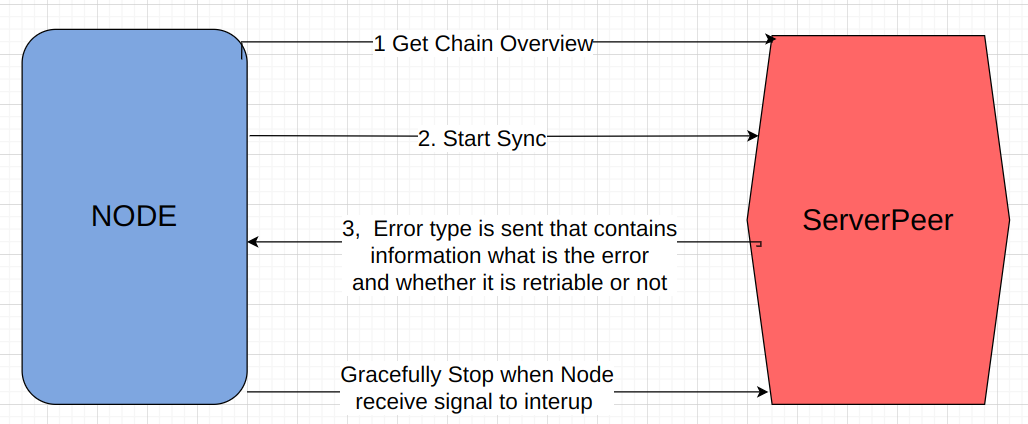 1 Get Chain Overview
2. Start Sync
NODE
ServerPeer
3,  Error type is sent that contains
information what is the error
and whether it is retriable or not
Gracefully Stop when Node
receive signal to interup